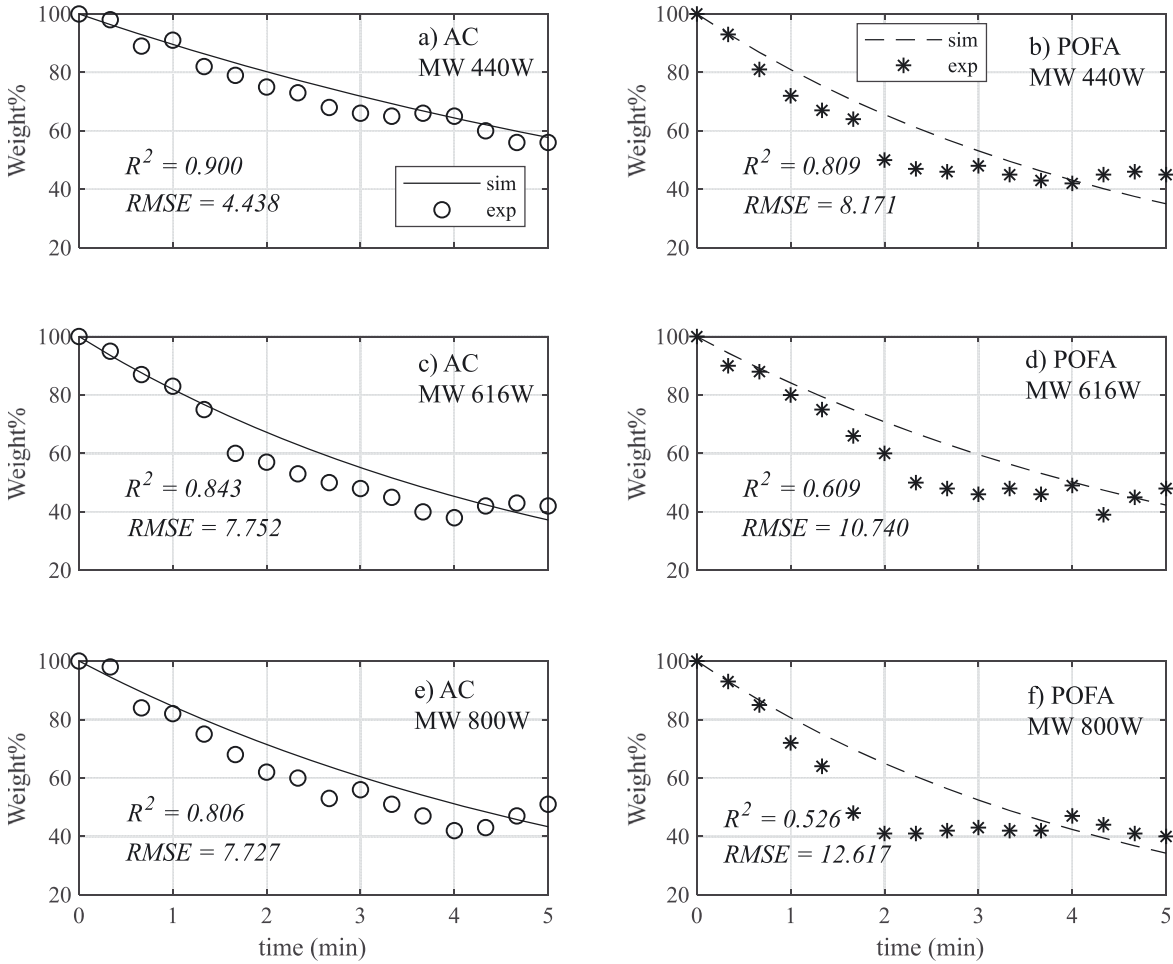 100
80
60
40
20
Weight%
a) AC
MW 440W
R² = 0.900
RMSE = 4.438
sim
exp
100
80
60
40
20
Weight%
sim
exp
b) POFA
MW 440W
R² = 0.809
RMSE = 8.171
100
80
60
40
20
Weight%
c) AC
MW 616W
R² = 0.843
RMSE = 7.752
100
80
60
40
20
Weight%
d) POFA
MW 616W
R² = 0.609
RMSE = 10.740
100
80
60
40
20
Weight%
e) AC
MW 800W
R² = 0.806
RMSE = 7.727
0 1 2 3 4 5
time (min)
100
80
60
40
20
Weight%
f) POFA
MW 800W
R² = 0.526
RMSE = 12.617
0 1 2 3 4 5
time (min)